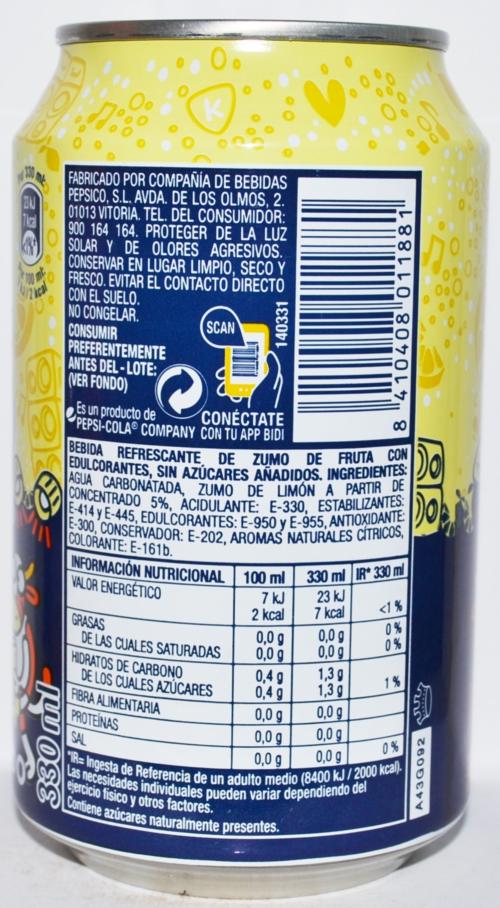 K
330 ml
23 kJ
7 kcal
<1%
FABRICADO POR COMPAÑÍA DE BEBIDAS
PEPSICO, S.L. AVDA. DE LOS OLMOS, 2.
01013 VITORIA. TEL. DEL CONSUMIDOR:
900 164 164. PROTEGER DE LA LUZ
SOLAR Y DE OLORES AGRESIVOS.
CONSERVAR EN LUGAR LIMPIO, SECO Y
FRESCO. EVITAR EL CONTACTO DIRECTO
CON EL SUELO.
NO CONGELAR.
CONSUMIR
PREFERENTEMENTE
ANTES DEL - LOTE:
(VER FONDO)
SCAN
140331
Es un producto de
PEPSI-COLA® COMPANY
CONÉCTATE
CON TU APP BIDI
8 410408 011881
BEBIDA REFRESCANTE DE ZUMO DE FRUTA CON
EDULCORANTES, SIN AZÚCARES AÑADIDOS. INGREDIENTES:
AGUA CARBONATADA, ZUMO DE LIMÓN A PARTIR DE
CONCENTRADO 5%, ACIDULANTE: E-330, ESTABILIZANTES:
E-414 y E-445, EDULCORANTES: E-950 y E-955, ANTIOXIDANTE:
E-300, CONSERVADOR: E-202, AROMAS NATURALES CÍTRICOS,
COLORANTE: E-161b.
INFORMACIÓN NUTRICIONAL 100 ml 330 ml IR* 330 ml
VALOR ENERGÉTICO 7 kJ 23 kJ
2 kcal 7 kcal <1%
GRASAS 0,0 g 0,0 g 0%
DE LAS CUALES SATURADAS 0,0 g 0,0 g 0%
HIDRATOS DE CARBONO 0,4 g 1,3 g
DE LOS CUALES AZÚCARES 0,4 g 1,3 g 1%
FIBRA ALIMENTARIA 0,0 g 0,0 g
PROTEÍNAS 0,0 g 0,0 g
SAL 0,0 g 0,0 g 0%
*IR= Ingesta de Referencia de un adulto medio (8400 kJ / 2000 kcal).
Las necesidades individuales pueden variar dependiendo del
ejercicio físico y otros factores.
Contiene azúcares naturalmente presentes.
330 ml
A43G092